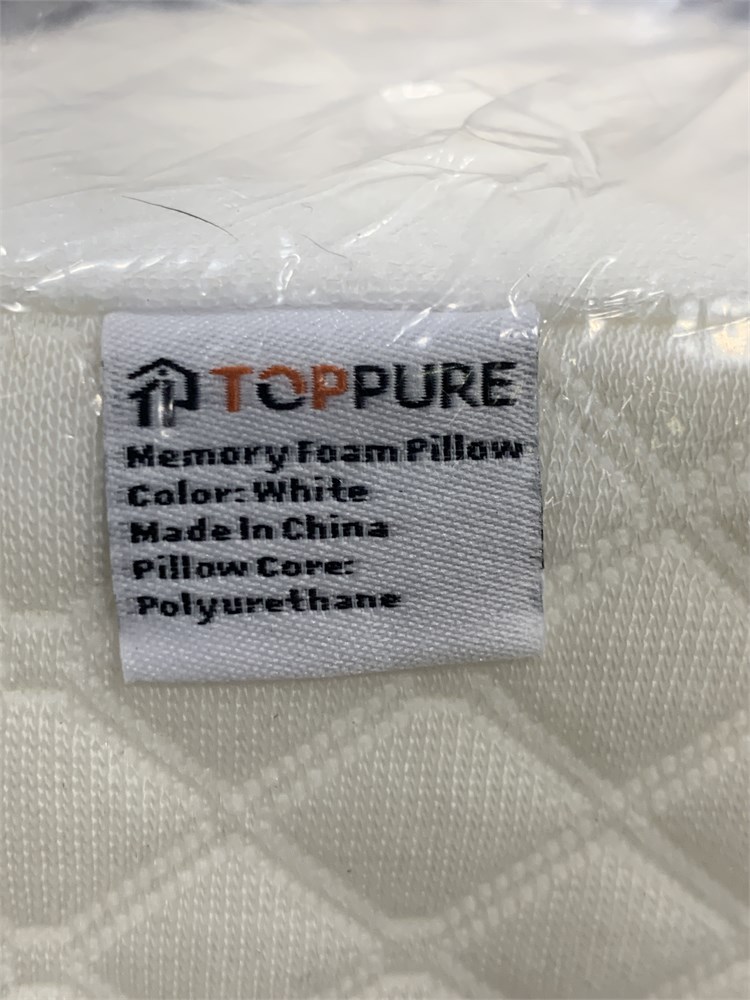 TOPPURE
Memory Foam Pillow
Color: White
Made In China
Pillow Core:
Polyurethane